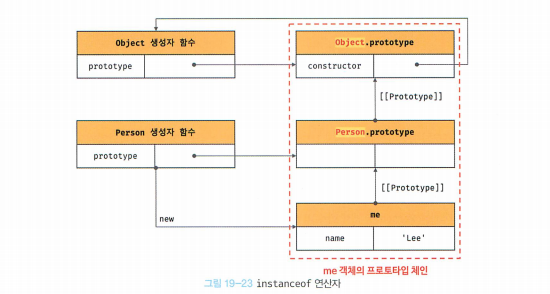 Object 생성자 함수
prototype
Object.prototype
constructor
[[Prototype]]
Person 생성자 함수
prototype
Person.prototype
[[Prototype]]
new
me
name
'Lee'
me 객체의 프로토타입 체인
그림 19-23 instanceof 연산자